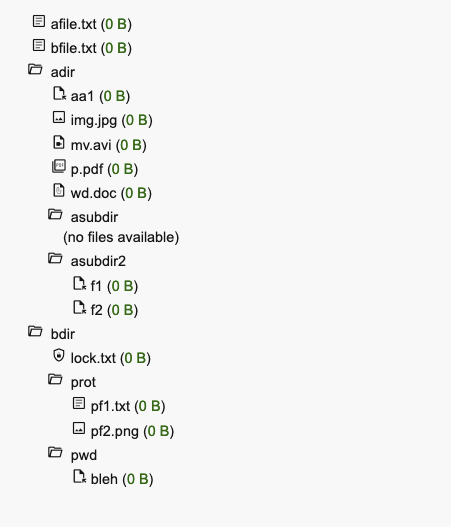 afile.txt (0 B)
bfile.txt (0 B)
adir
aa1 (0 B)
img.jpg (0 B)
mv.avi (0 B)
p.pdf (0 B)
wd.doc (0 B)
asubdir
(no files available)
asubdir2
f1 (0 B)
f2 (0 B)
bdir
lock.txt (0 B)
prot
pf1.txt (0 B)
pf2.png (0 B)
pwd
bleh (0 B)